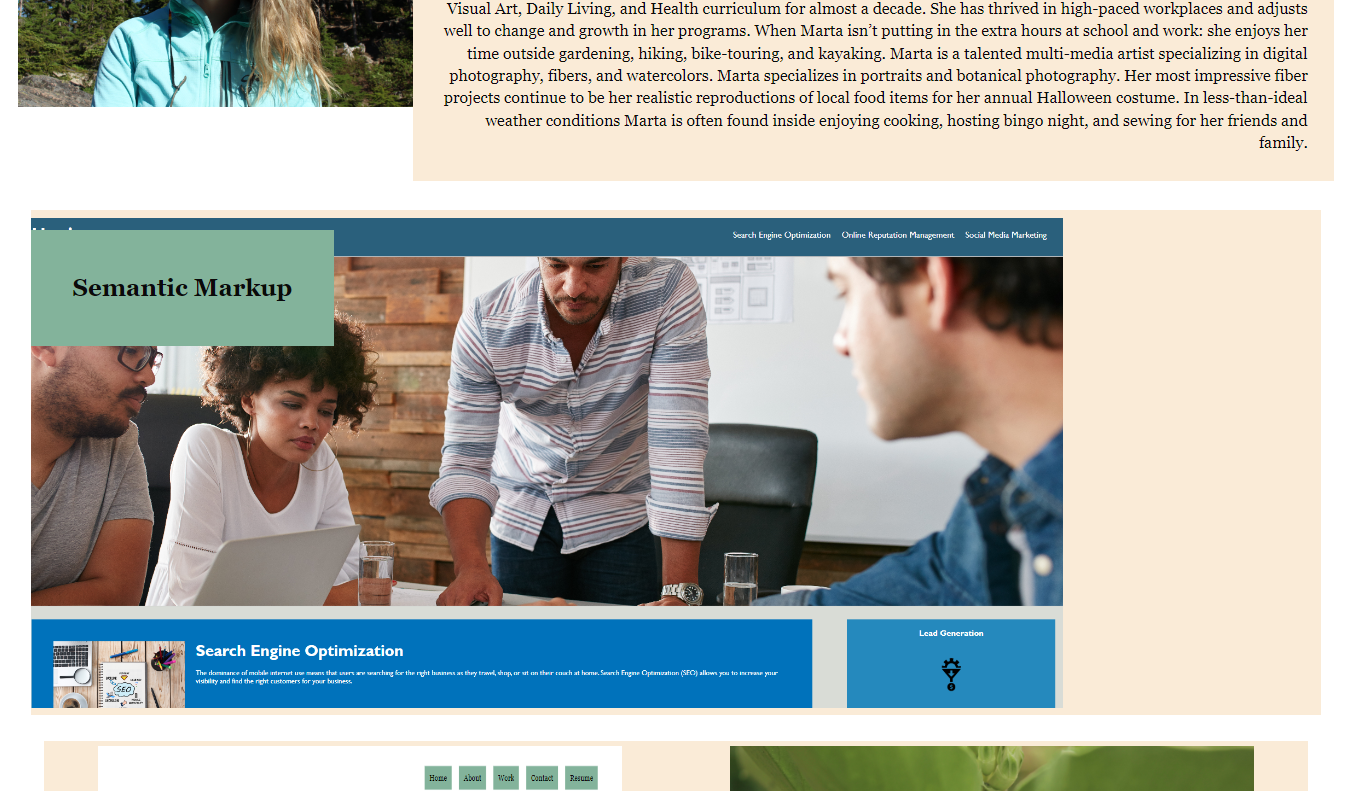 Visual Art, Daily Living, and Health curriculum for almost a decade. She has thrived in high-paced workplaces and adjusts
well to change and growth in her programs. When Marta isn’t putting in the extra hours at school and work: she enjoys her
time outside gardening, hiking, bike-touring, and kayaking. Marta is a talented multi-media artist specializing in digital
photography, fibers, and watercolors. Marta specializes in portraits and botanical photography. Her most impressive fiber
projects continue to be her realistic reproductions of local food items for her annual Halloween costume. In less-than-ideal
weather conditions Marta is often found inside enjoying cooking, hosting bingo night, and sewing for her friends and
family.
Search Engine Optimization Online Reputation Management Social Media Marketing
Semantic Markup
Lead Generation
Search Engine Optimization
The dominance of mobile internet use means that users are searching for the right business as they travel, shop, or sit on their couch at home. Search Engine Optimization (SEO) allows you to increase your
visibility and find the right customers for your business.
SEO
Home About Work Contact Resume